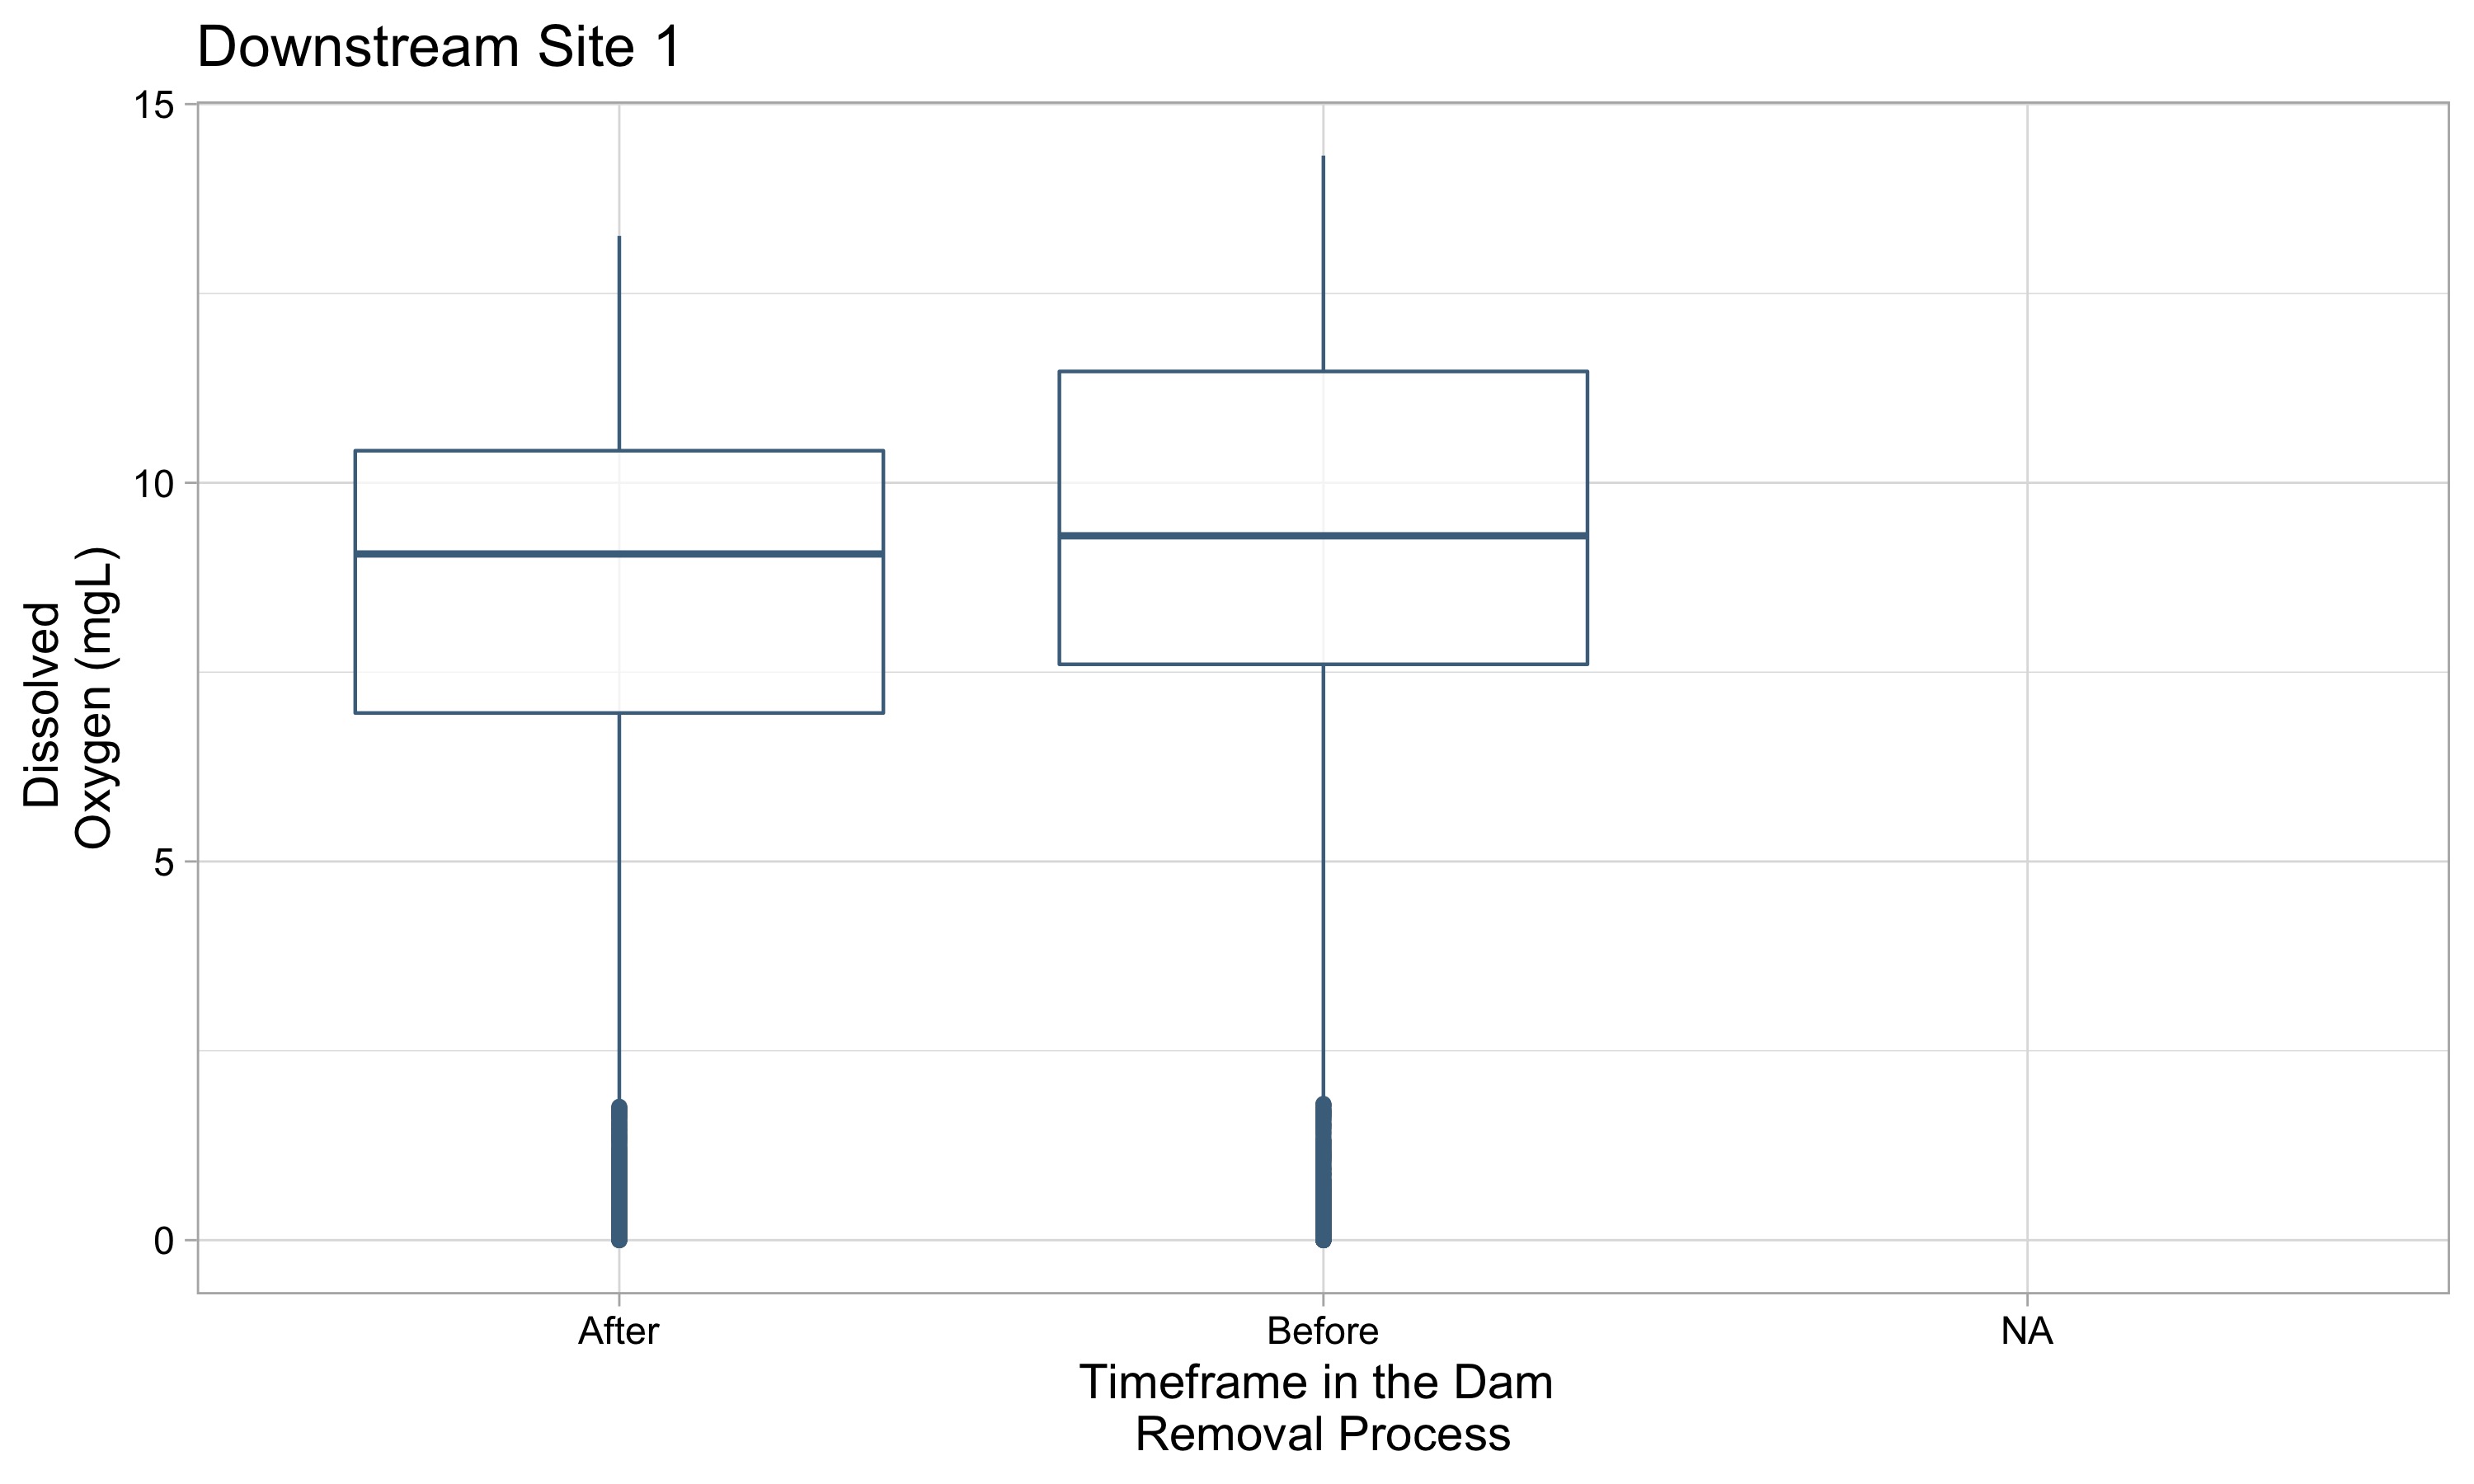 Downstream Site 1
15
10
5
0
Dissolved
Oxygen (mgL)
After
Before
NA
Timeframe in the Dam
Removal Process